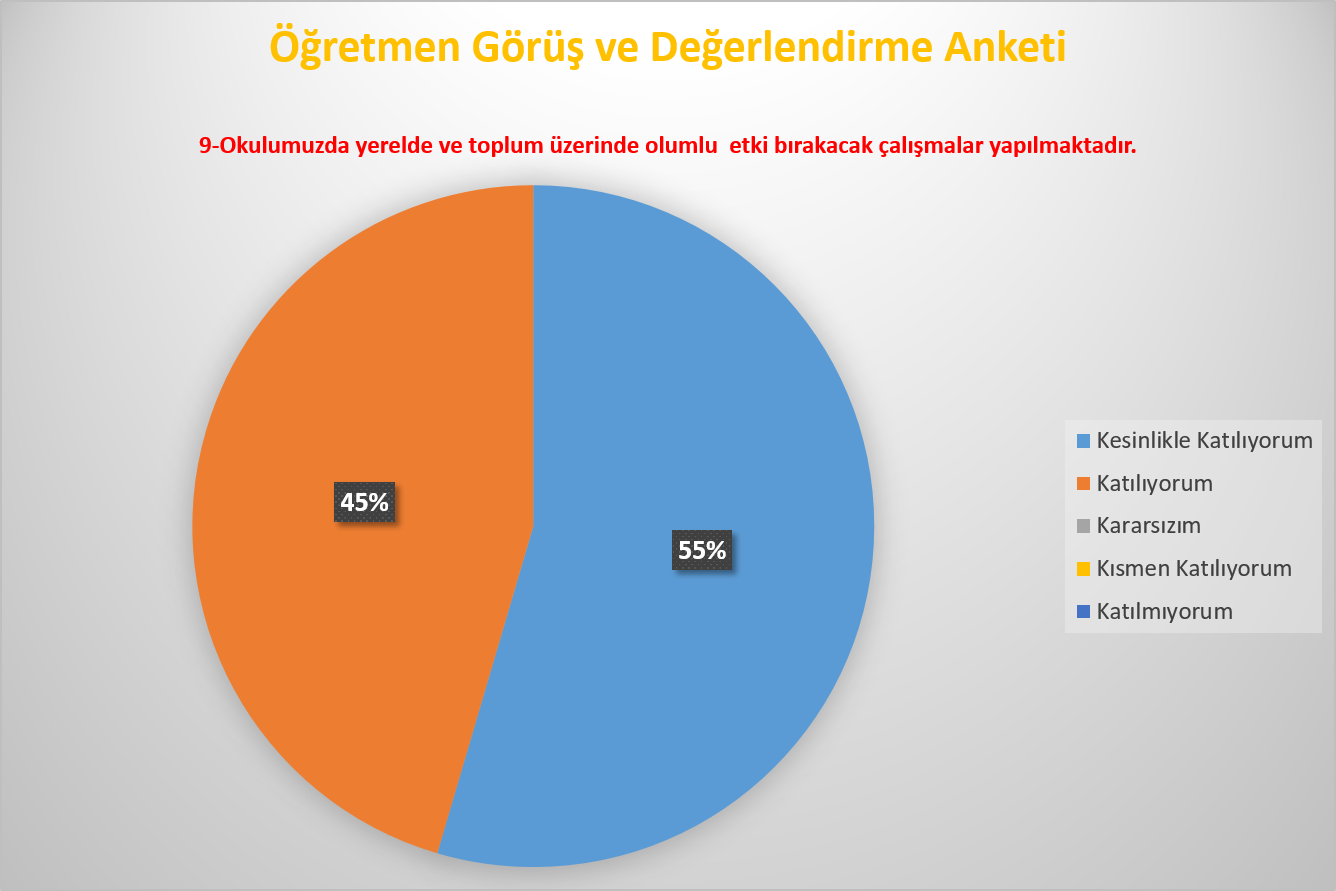 Öğretmen Görüş ve Değerlendirme Anketi
9-Okulumuzda yerelde ve toplum üzerinde olumlu  etki bırakacak çalışmalar yapılmaktadır.
45%
55%
Kesinlikle Katılıyorum
Katılıyorum
Kararsızım
Kısmen Katılıyorum
Katılmıyorum